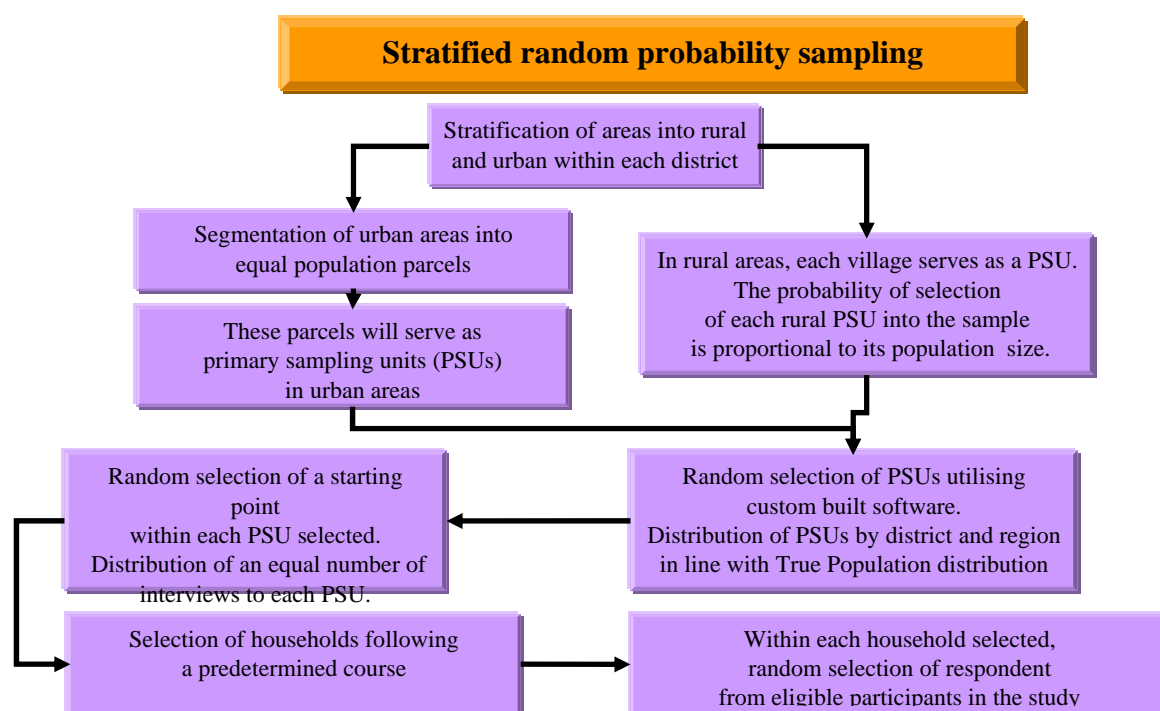 Stratified random probability sampling
Stratification of areas into rural
and urban within each district
Segmentation of urban areas into
equal population parcels
These parcels will serve as
primary sampling units (PSUs)
in urban areas
In rural areas, each village serves as a PSU.
The probability of selection
of each rural PSU into the sample
is proportional to its population size.
Random selection of a starting
point
within each PSU selected.
Distribution of an equal number of
interviews to each PSU.
Random selection of PSUs utilising
custom built software.
Distribution of PSUs by district and region
in line with True Population distribution
Selection of households following
a predetermined course
Within each household selected,
random selection of respondent
from eligible participants in the study